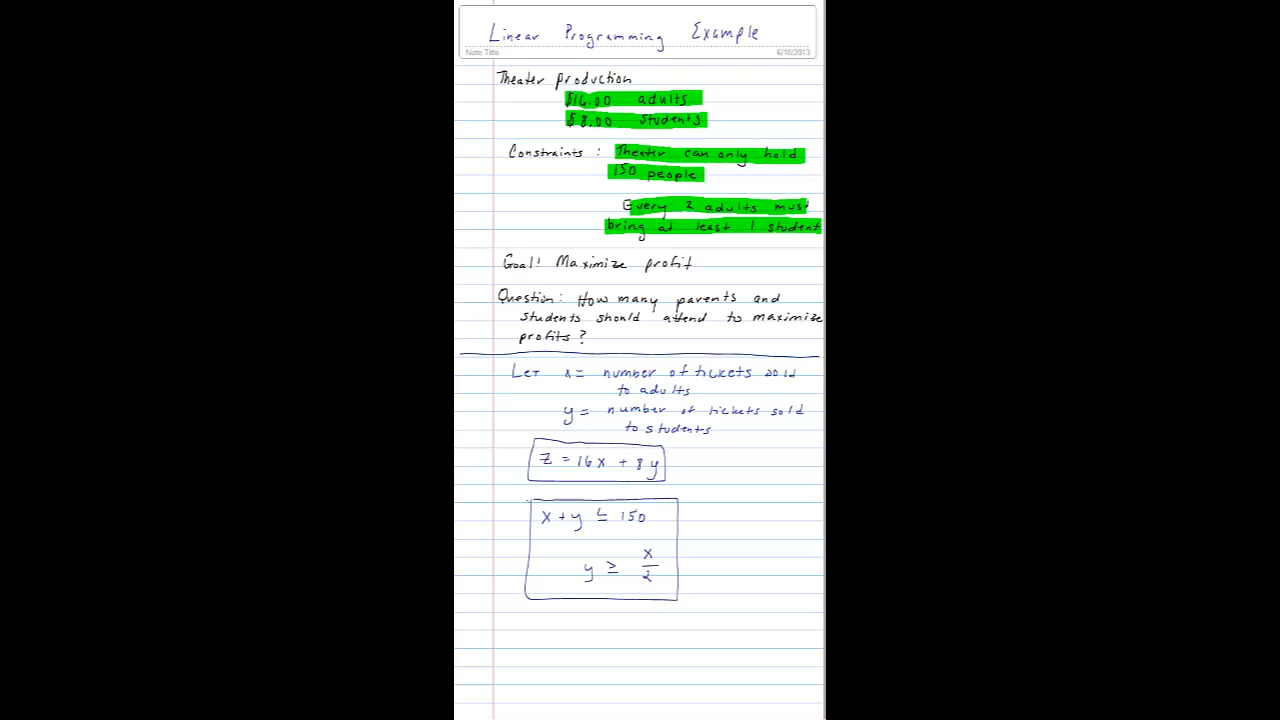 Linear Programming Example
Note Title
6/18/2013
Theater production
$16.00 adults
$8.00 students
Constraints : Theater can only hold
150 people
Every 2 adults must
bring at least 1 student
Goal! Maximize profit
Question: How many parents and
students should attend to maximize
profits?
Let x = number of tickets sold
to adults
y = number of tickets sold
to students
Z = 16x + 8y
x + y ≤ 150
y ≥ x/2